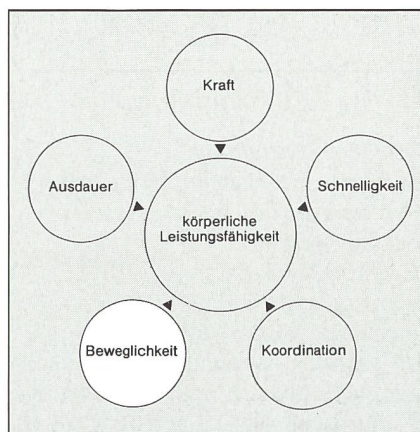 Kraft
Ausdauer
Schnelligkeit
körperliche
Leistungsfähigkeit
Beweglichkeit
Koordination